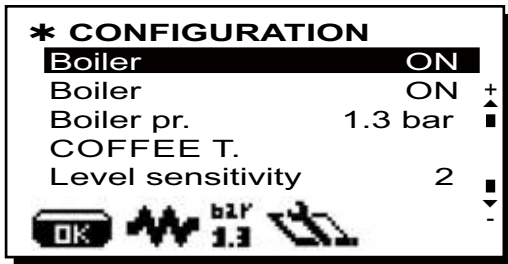 * CONFIGURATION
Boiler ON
Boiler ON +
Boiler pr. 1.3 bar
COFFEE T.
Level sensitivity 2
-
OK
bar
1.3